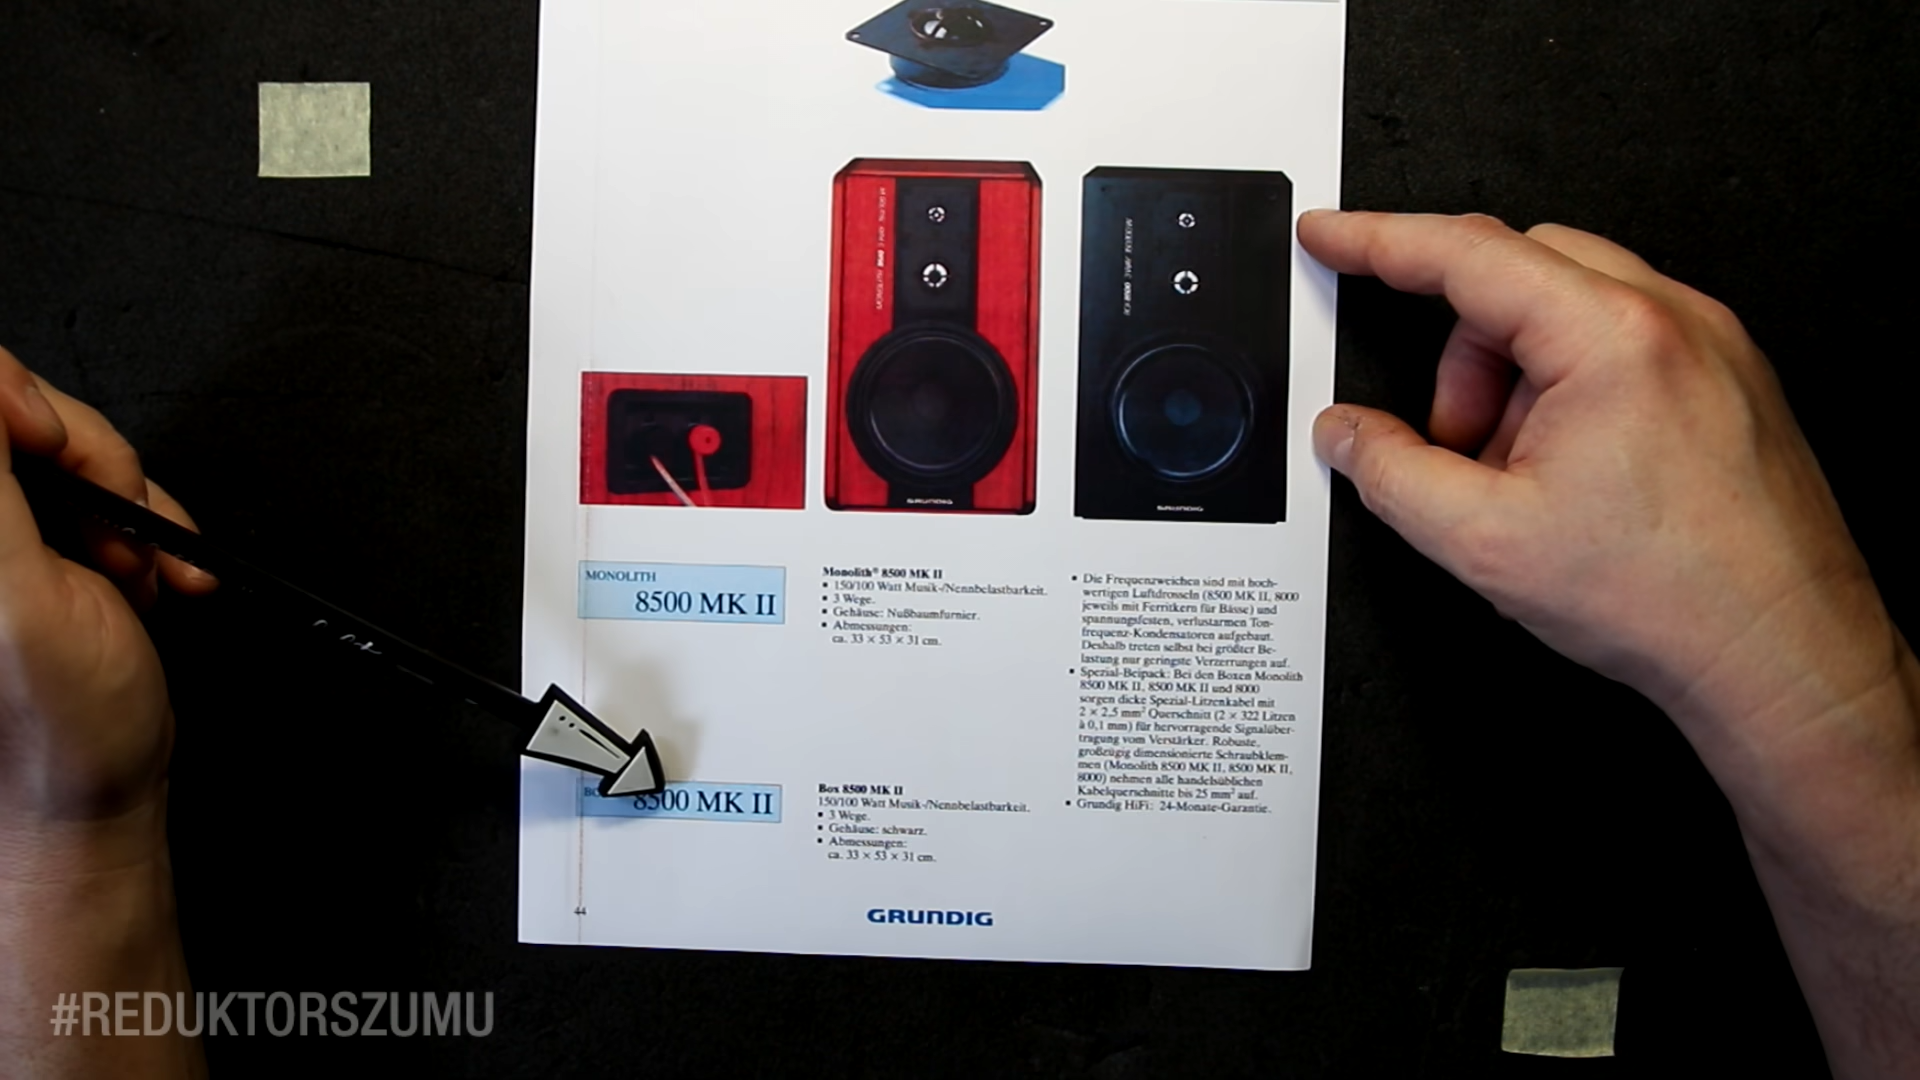 GRUNDIG
GRUNDIG
MONOLITH
8500 MK II
Monolith® 8500 MK II
• 150/100 Watt Musik-/Nennbelastbarkeit.
• 3 Wege.
• Gehäuse: Nußbaumfurnier.
• Abmessungen:
ca. 33 × 53 × 31 cm.
8500 MK II
Box 8500 MK II
150/100 Watt Musik-/Nennbelastbarkeit.
• 3 Wege.
• Gehäuse: schwarz.
• Abmessungen:
ca. 33 × 53 × 31 cm.
• Die Frequenzweichen sind mit hoch-
wertigen Luftdrosseln (8500 MK II, 8000
jeweils mit Ferritkern für Bässe) und
spannungsfesten, verlustarmen Ton-
frequenz-Kondensatoren aufgebaut.
Deshalb treten selbst bei größter Be-
lastung nur geringste Verzerrungen auf.
• Spezial-Beipack: Bei den Boxen Monolith
8500 MK II, 8500 MK II und 8000
sorgen dicke Spezial-Litzenkabel mit
2 × 2,5 mm² Querschnitt (2 × 322 Litzen
à 0,1 mm) für hervorragende Signalüber-
tragung vom Verstärker. Robuste,
großzügig dimensionierte Schraubklem-
men (Monolith 8500 MK II, 8500 MK II,
8000) nehmen alle handelsüblichen
Kabelquerschnitte bis 25 mm² auf.
• Grundig HiFi: 24-Monate-Garantie.
44
GRUNDIG
#REDUKTORSZUMU